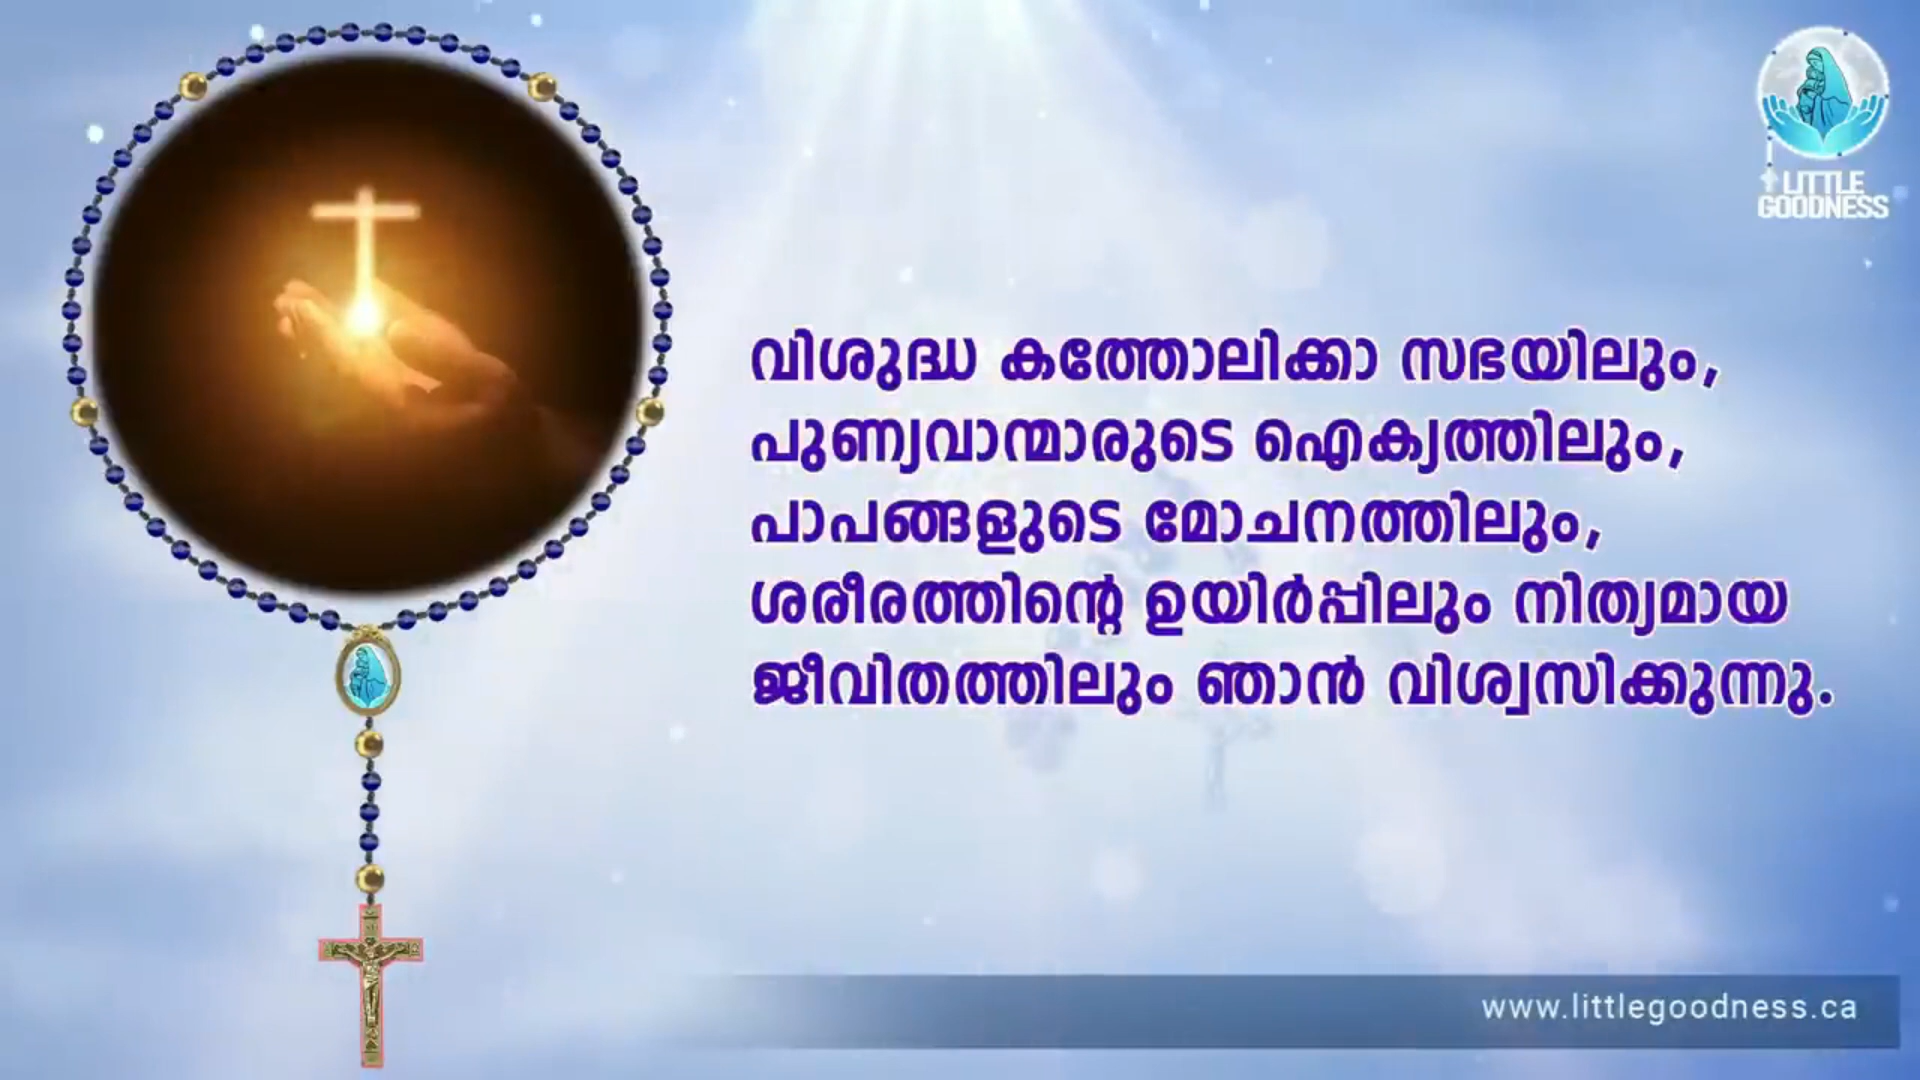 LITTLE
GOODNESS
വിശുദ്ധ കത്തോലിക്കാ സഭയിലും,
പുണ്യവാന്മാരുടെ ഐക്യത്തിലും,
പാപങ്ങളുടെ മോചനത്തിലും,
ശരീരത്തിന്റെ ഉയിർപ്പിലും നിത്യമായ
ജീവിതത്തിലും ഞാൻ വിശ്വസിക്കുന്നു.
www.littlegoodness.ca